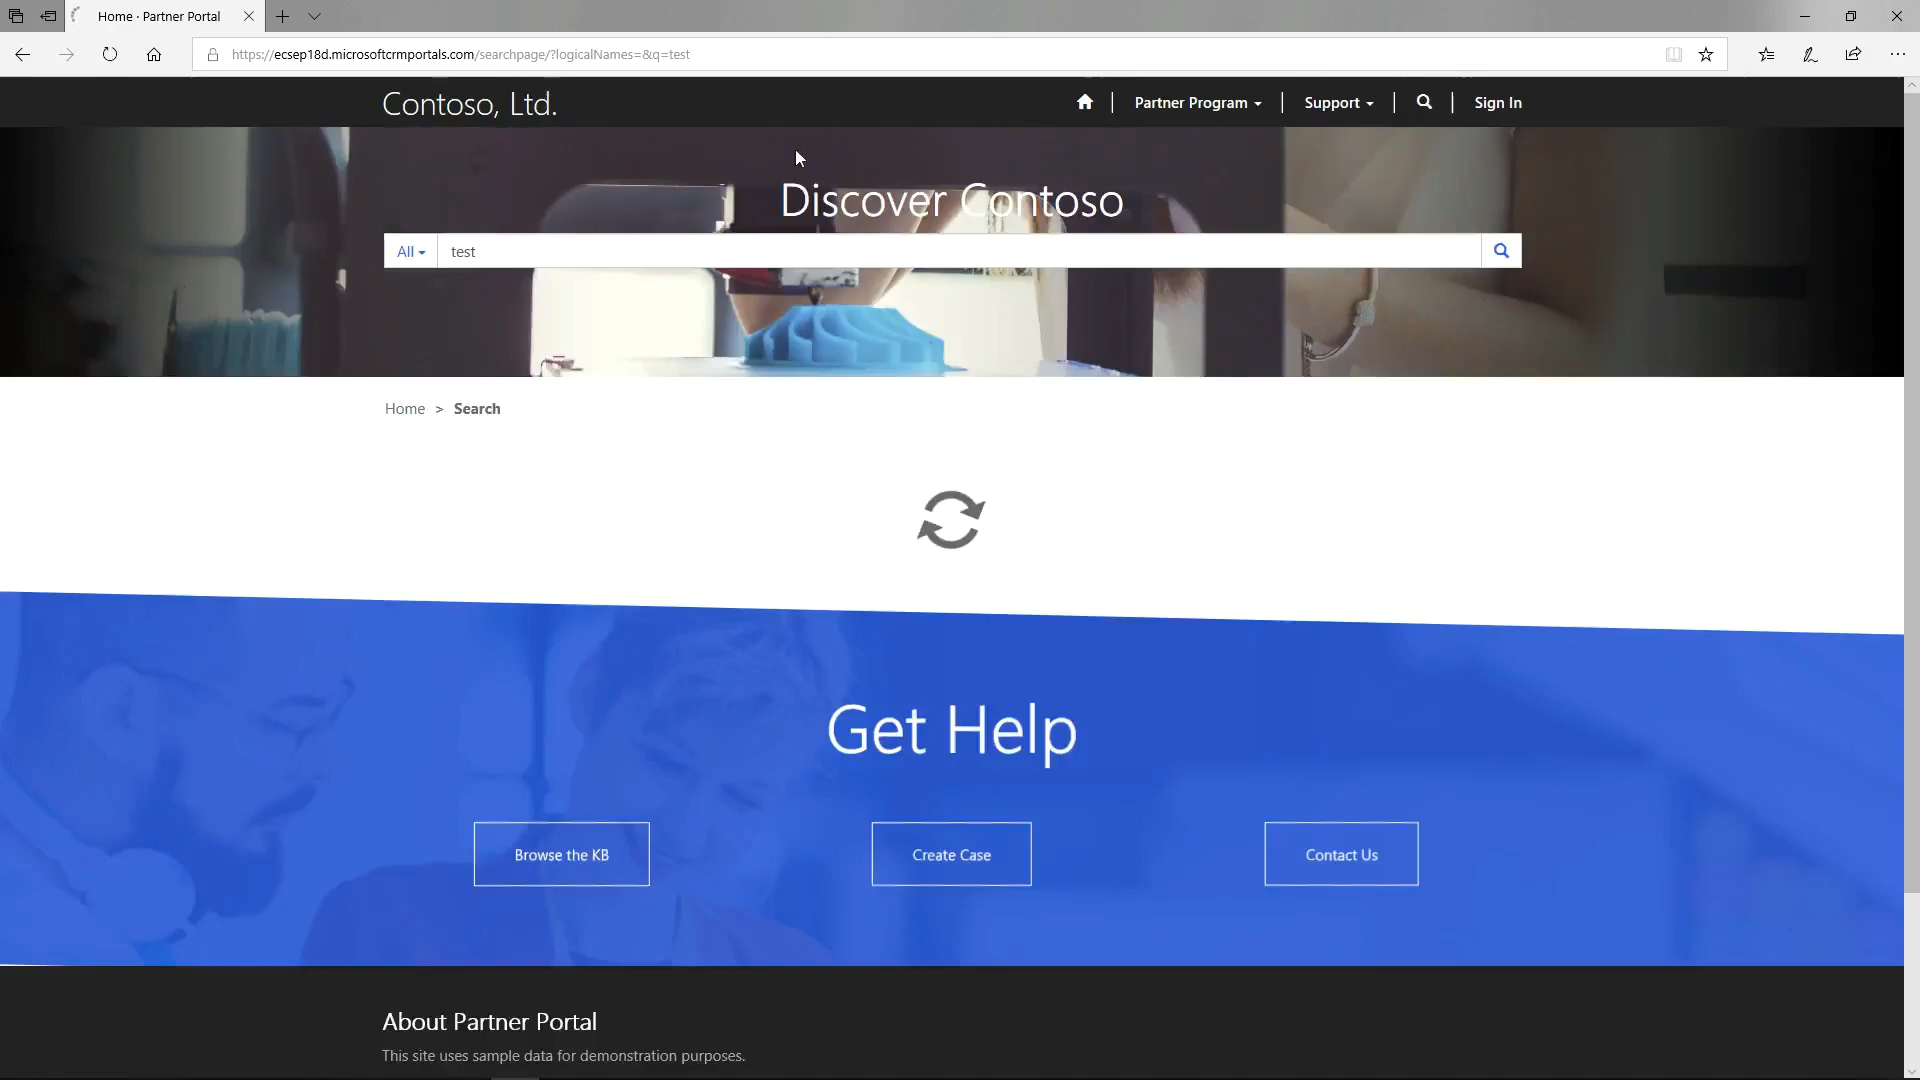 Home · Partner Portal
https://ecsep18d.microsoftcrmportals.com/searchpage/?logicalNames=&q=test
Contoso, Ltd.
Partner Program
Support
Sign In
Discover Contoso
All
test
Home > Search
Get Help
Browse the KB
Create Case
Contact Us
About Partner Portal
This site uses sample data for demonstration purposes.